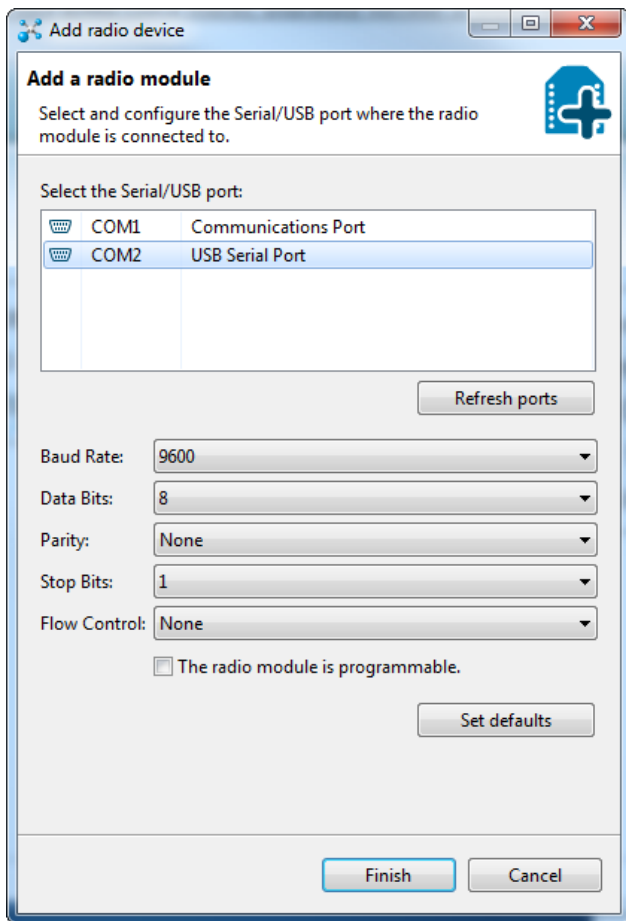 Add radio device
Add a radio module
Select and configure the Serial/USB port where the radio
module is connected to.
Select the Serial/USB port:
COM1 Communications Port
COM2 USB Serial Port
Refresh ports
Baud Rate: 9600
Data Bits: 8
Parity: None
Stop Bits: 1
Flow Control: None
The radio module is programmable.
Set defaults
Finish Cancel